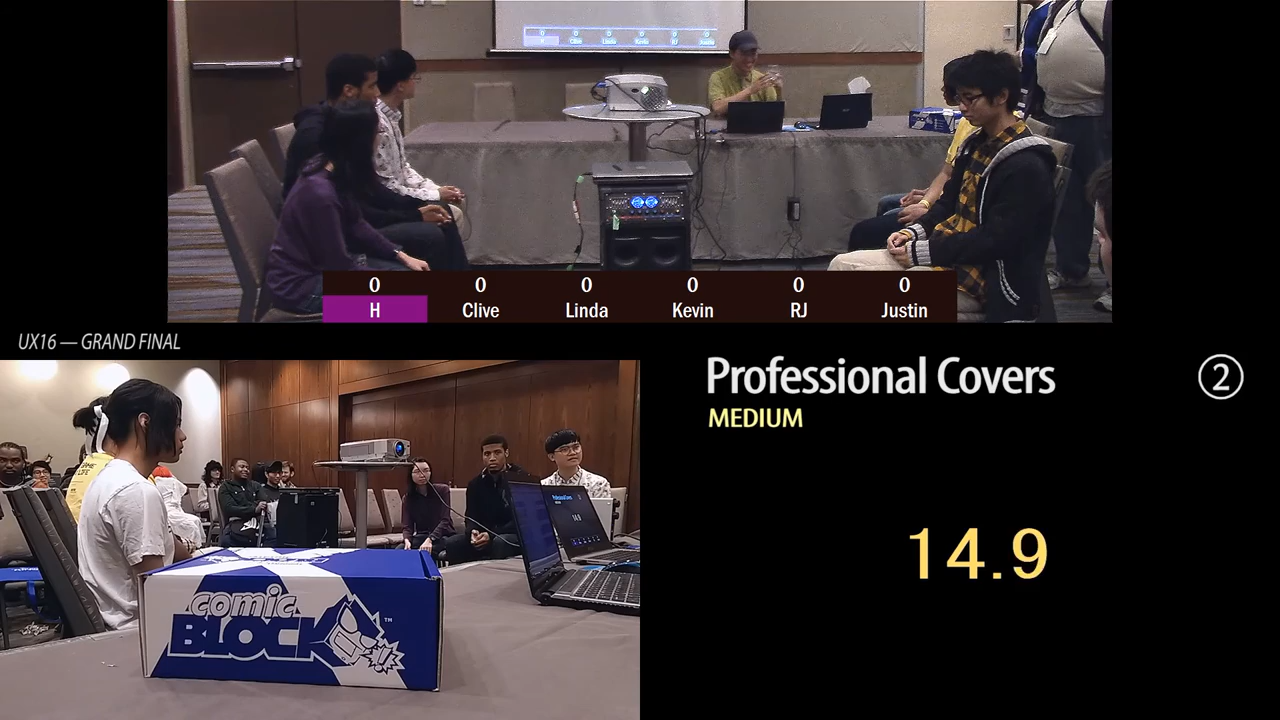 0 0 0 0 0 0
H Clive Linda Kevin RJ Justin
UX16 — GRAND FINAL
Professional Covers 2
MEDIUM
14.9
comic
BLOCK™